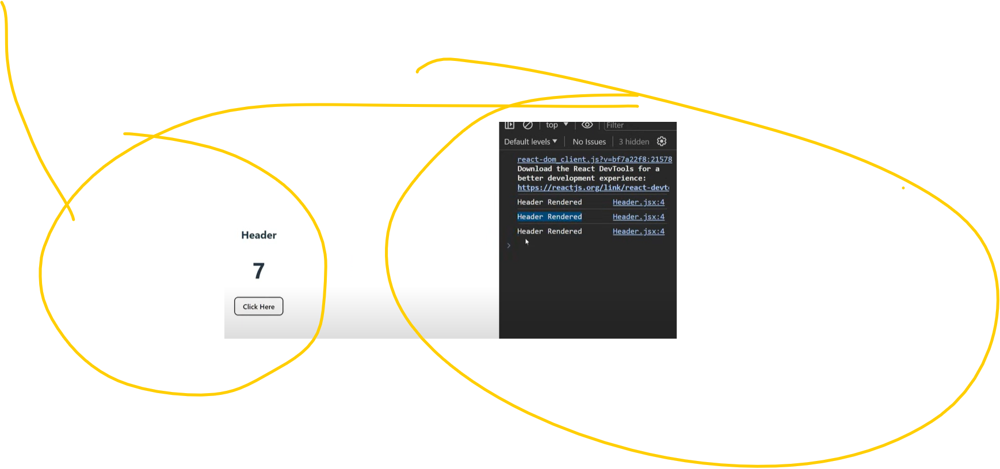 Header
7
Click Here
top Filter
Default levels No Issues 3 hidden
react-dom_client.js?v=bf7a22f8:21578
Download the React DevTools for a
better development experience:
https://reactjs.org/link/react-devt
Header Rendered Header.jsx:4
Header Rendered Header.jsx:4
Header Rendered Header.jsx:4